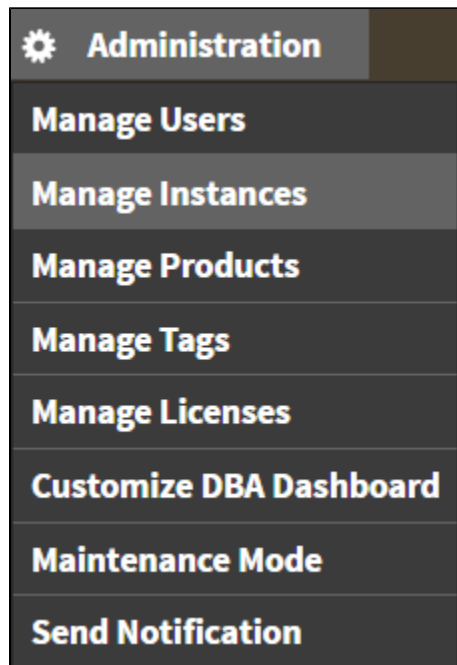 Administration
Manage Users
Manage Instances
Manage Products
Manage Tags
Manage Licenses
Customize DBA Dashboard
Maintenance Mode
Send Notification